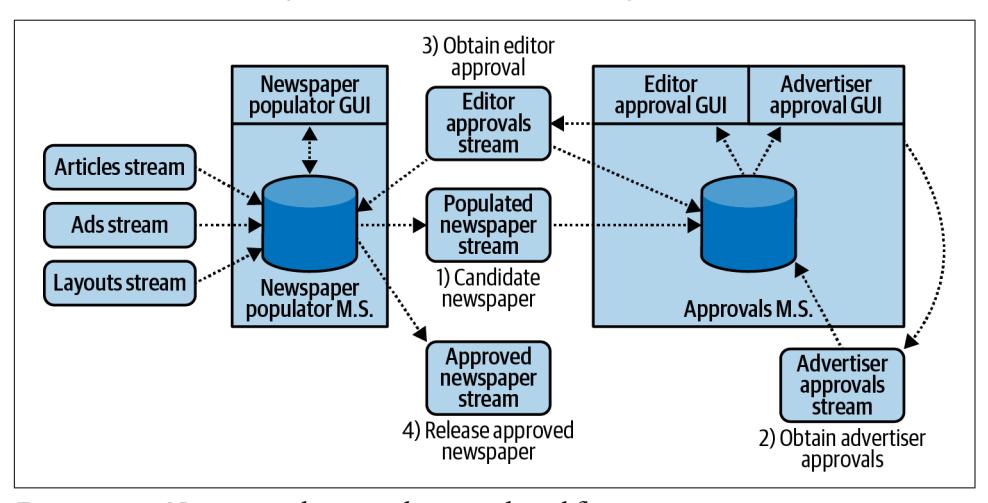 3) Obtain editor
approval
Newspaper
populator GUI
Editor
approvals
stream
Editor
approval GUI
Advertiser
approval GUI
Articles stream
Ads stream
Layouts stream
Populated
newspaper
stream
1) Candidate
newspaper
Newspaper
populator M.S.
Approvals M.S.
Approved
newspaper
stream
4) Release approved
newspaper
Advertiser
approvals
stream
2) Obtain advertiser
approvals